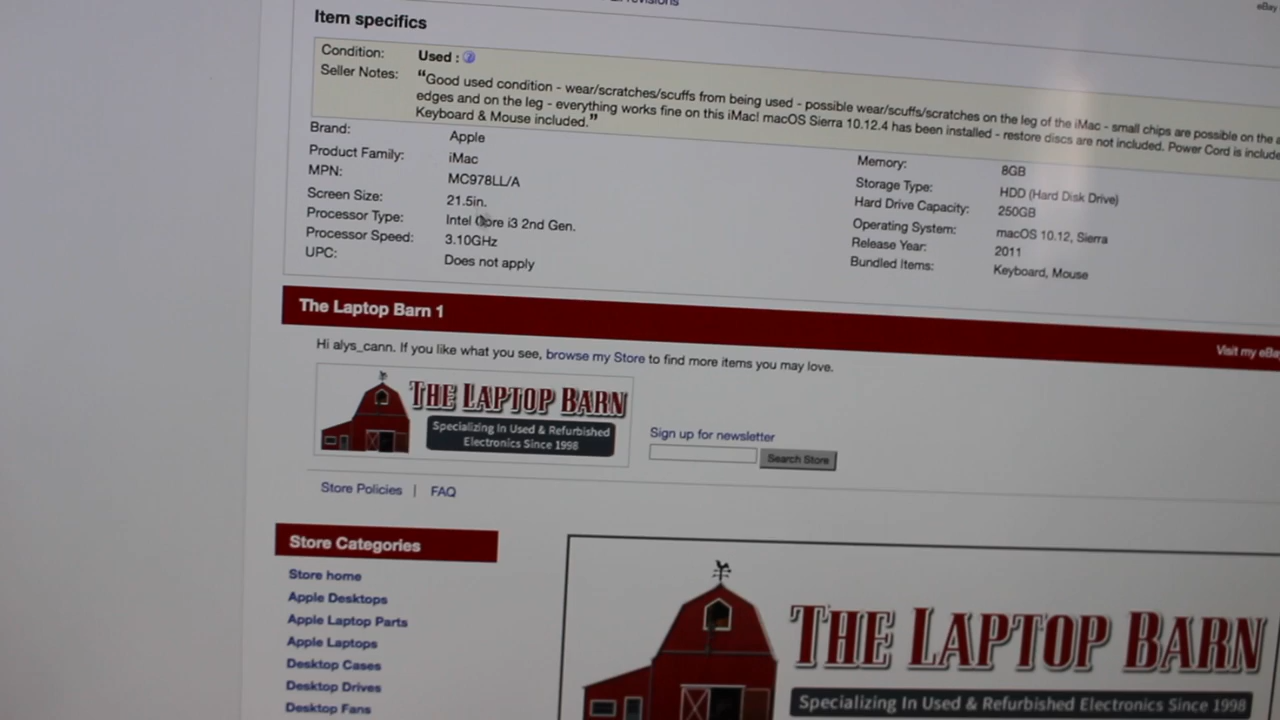 eBay
Item specifics
Condition: Used :
Seller Notes: “Good used condition - wear/scratches/scuffs from being used - possible wear/scuffs/scratches on the leg of the iMac - small chips are possible on the
edges and on the leg - everything works fine on this iMac! macOS Sierra 10.12.4 has been installed - restore discs are not included. Power Cord is
Keyboard & Mouse included.”
Brand: Apple
Product Family: iMac
MPN: MC978LL/A
Screen Size: 21.5in.
Processor Type: Intel Core i3 2nd Gen.
Processor Speed: 3.10GHz
UPC: Does not apply
Memory: 8GB
Storage Type: HDD (Hard Disk Drive)
Hard Drive Capacity: 250GB
Operating System: macOS 10.12, Sierra
Release Year: 2011
Bundled Items: Keyboard, Mouse
The Laptop Barn 1
Visit my eBa
Hi alys_cann. If you like what you see, browse my Store to find more items you may love.
THE LAPTOP BARN
Specializing In Used & Refurbished
Electronics Since 1998
Sign up for newsletter
Search Store
Store Policies | FAQ
Store Categories
Store home
Apple Desktops
Apple Laptop Parts
Apple Laptops
Desktop Cases
Desktop Drives
Desktop Fans
THE LAPTOP BARN
Specializing In Used & Refurbished Electronics Since 1998